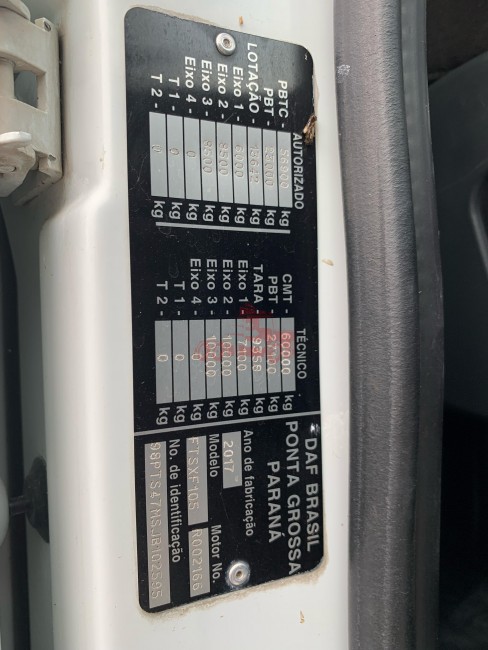 AUTORIZADO
PBTC - kg
PBT - 23000 kg
LOTAÇÃO - kg
Eixo 1 - 6000 kg
Eixo 2 - 8500 kg
Eixo 3 - 8500 kg
Eixo 4 - 0 kg
T 1 - 0 kg
T 2 - 0 kg
TÉCNICO
CMT - 60000 kg
PBT - 27100 kg
TARA - 9358 kg
Eixo 1 - 7100 kg
Eixo 2 - 10000 kg
Eixo 3 - 10000 kg
Eixo 4 - 0 kg
T 1 - 0 kg
T 2 - 0 kg
DAF BRASIL
PONTA GROSSA
PARANÁ
Ano de fabricação
2017
Modelo Motor No.
FTSXF105 R002166
No. de identificação